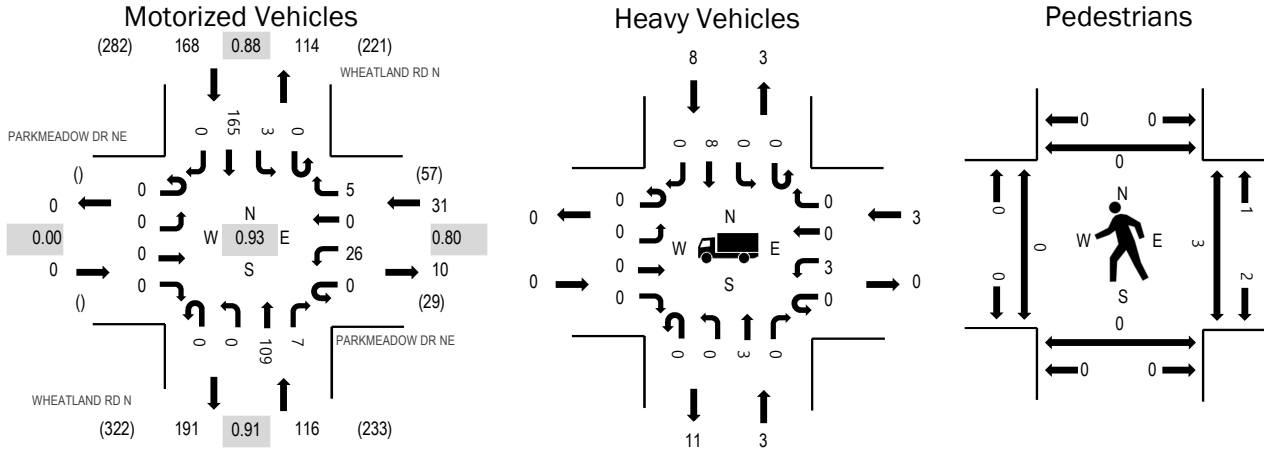 Motorized Vehicles
(282) 168 0.88 114 (221)
WHEATLAND RD N
PARKMEADOW DR NE
0 165 3 0
() (57)
0 5
0 31
0 0
0.00 0 W N 0.93 E S 26 0.80
0 0 10
() 0 0 (29)
0 0 109 7
PARKMEADOW DR NE
WHEATLAND RD N
(322) 191 0.91 116 (233)
Heavy Vehicles
8 3
0 8 0 0
0 0
0 0 0 3
0 W N E S 3
0 0 0 0
0 0 3 0
11 3
Pedestrians
0 0
0
0 0 W N E S 3 1
0 2
0
0 0